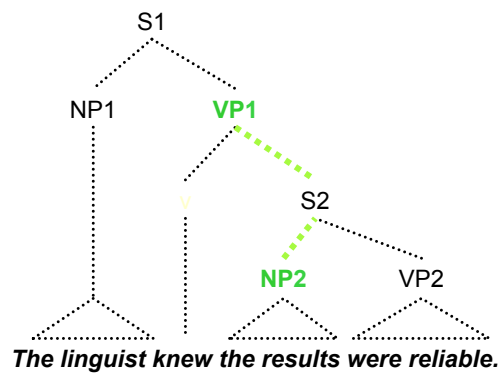 S1
NP1 VP1
V S2
NP2 VP2
The linguist knew the results were reliable.